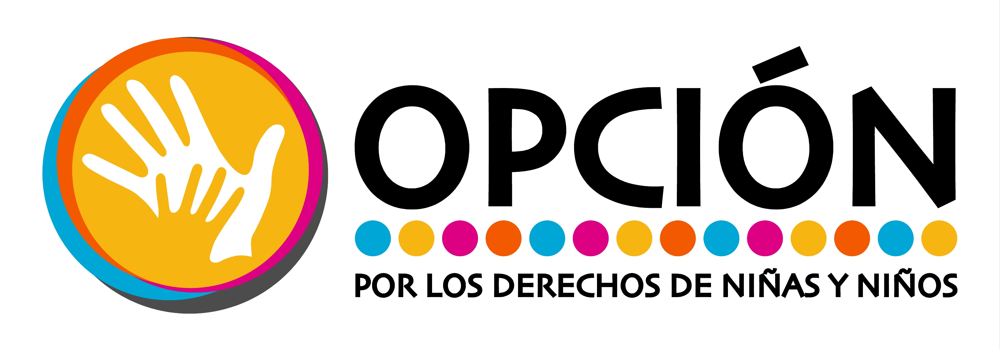 OPCIÓN
POR LOS DERECHOS DE NIÑAS Y NIÑOS